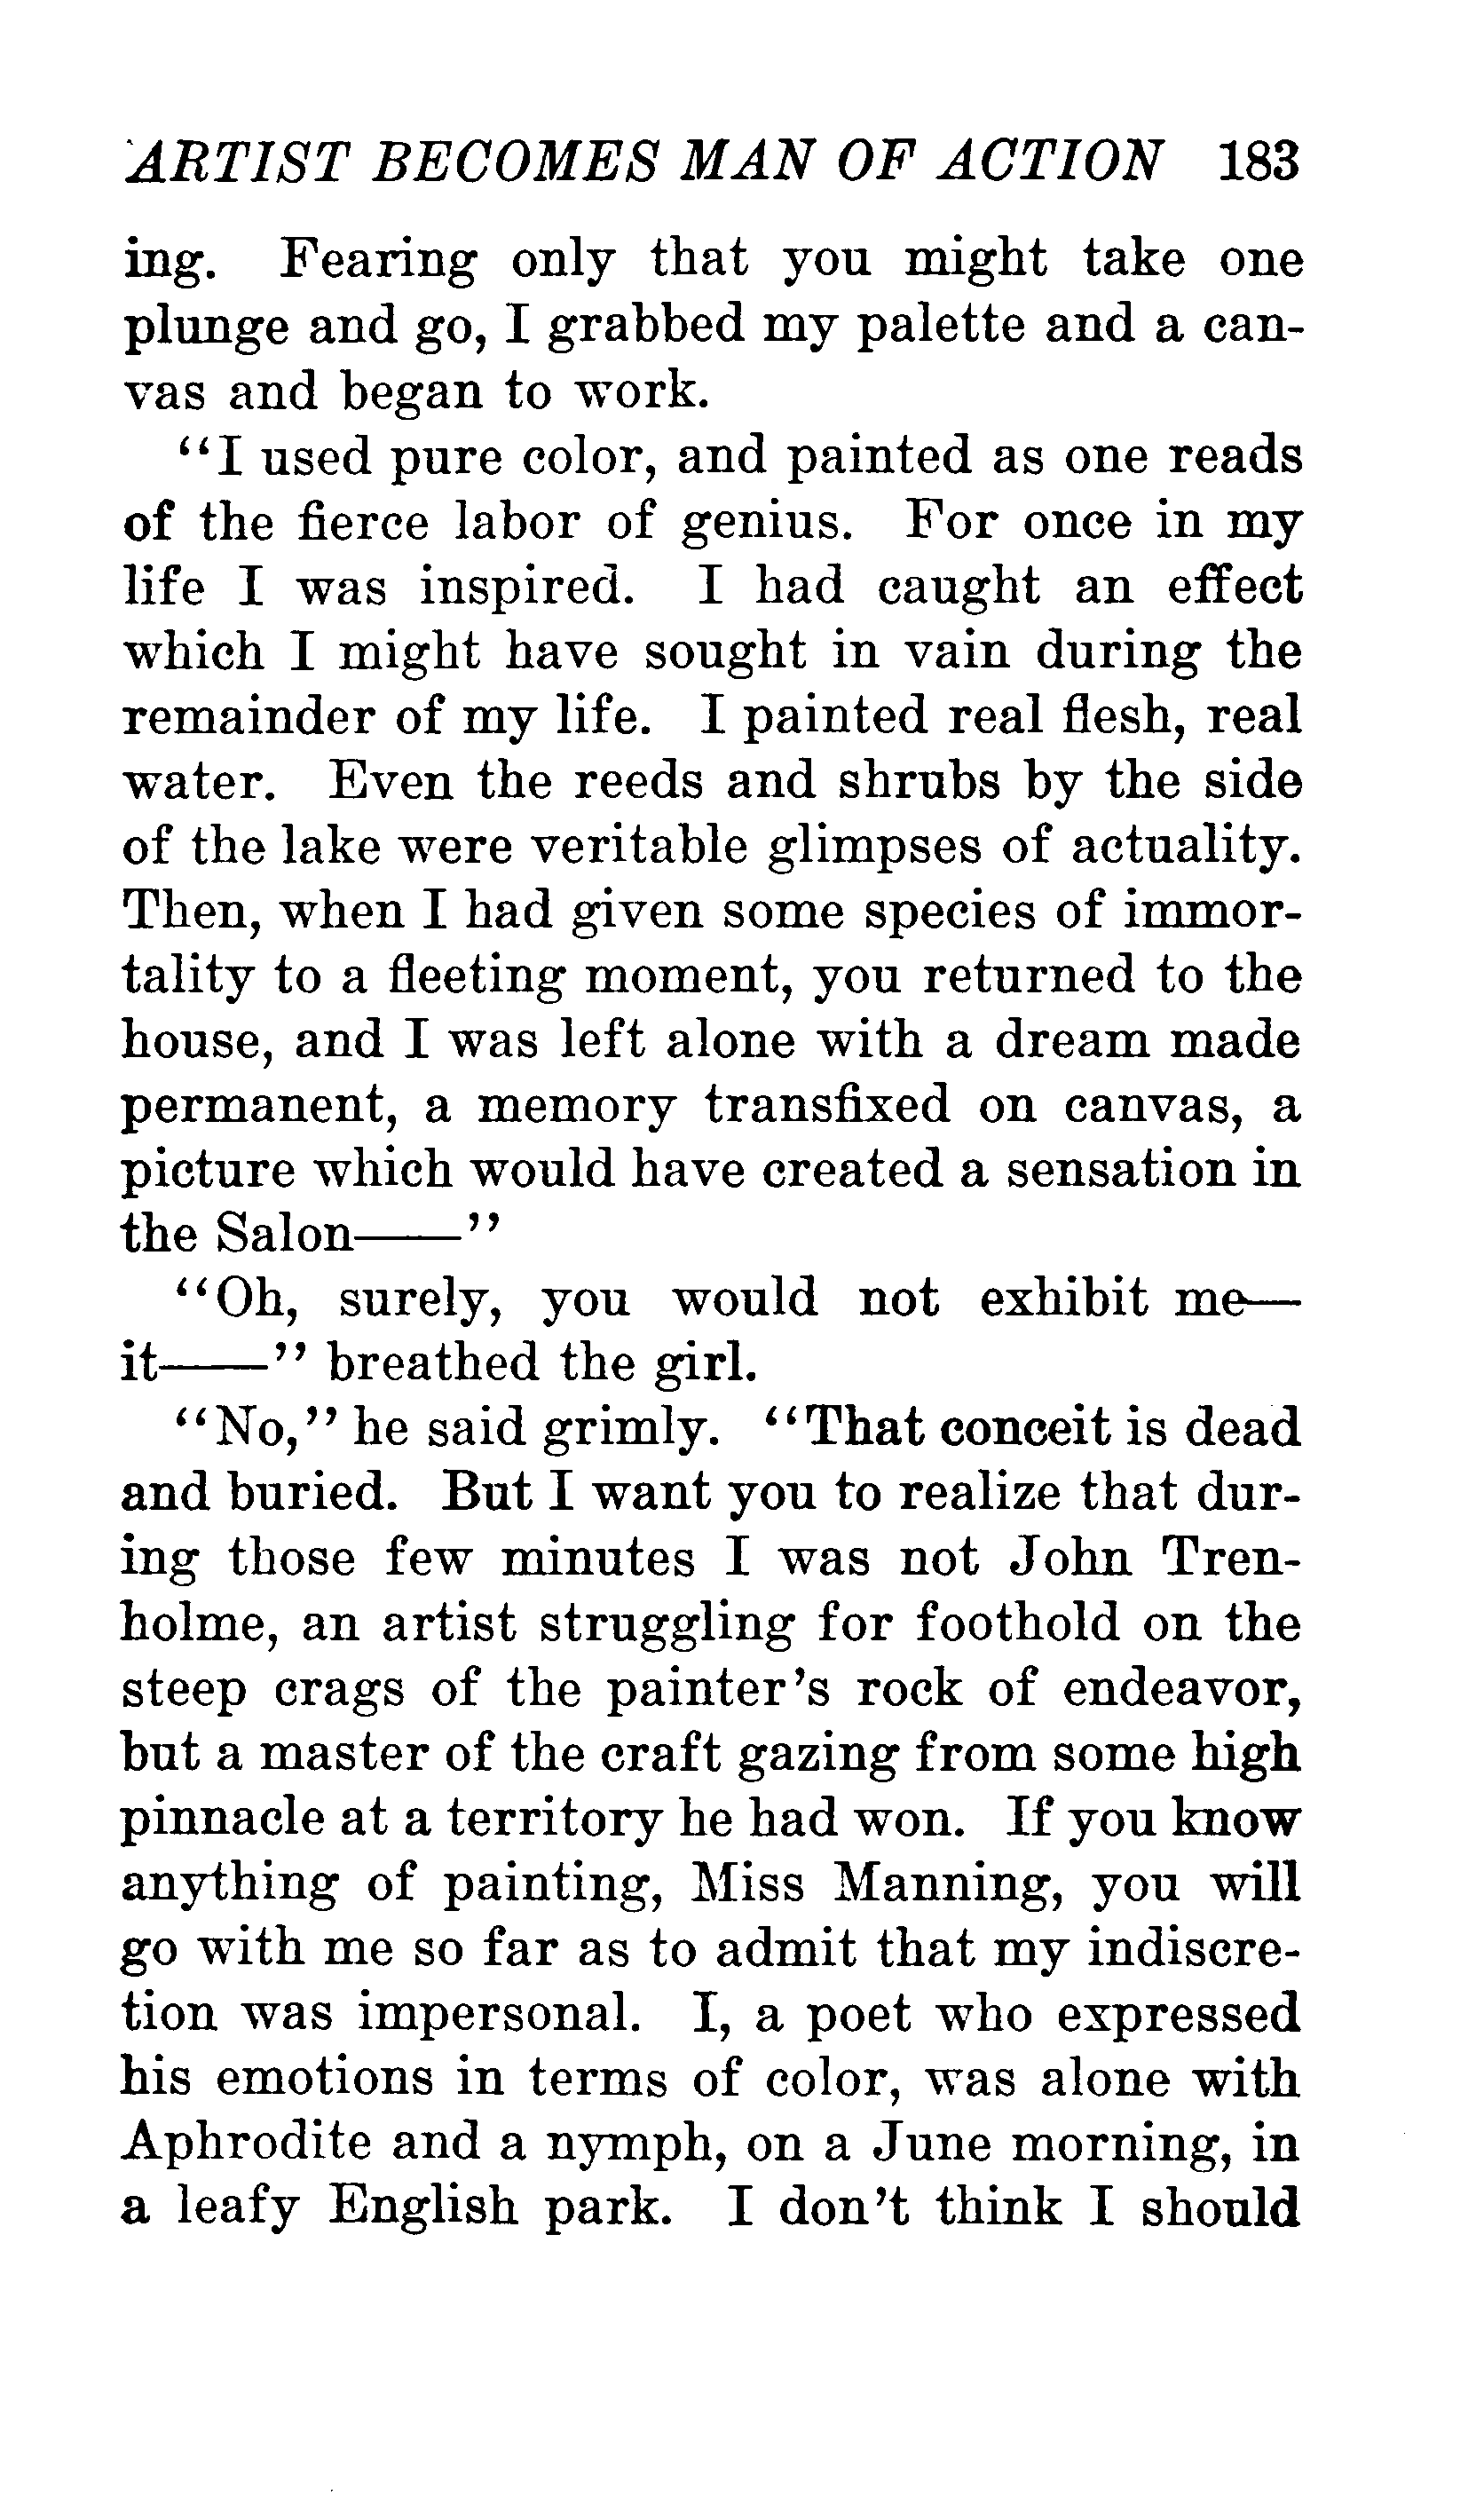 ARTIST BECOMES MAN OF ACTION 183
ing. Fearing only that you might take one
plunge and go, I grabbed my palette and a can-
vas and began to work.
"I used pure color, and painted as one reads
of the fierce labor of genius. For once in my
life I was inspired. I had caught an effect
which I might have sought in vain during the
remainder of my life. I painted real flesh, real
water. Even the reeds and shrubs by the side
of the lake were veritable glimpses of actuality.
Then, when I had given some species of immor-
tality to a fleeting moment, you returned to the
house, and I was left alone with a dream made
permanent, a memory transfixed on canvas, a
picture which would have created a sensation in
the Salon——"
"Oh, surely, you would not exhibit me—
it——" breathed the girl.
"No," he said grimly. "That conceit is dead
and buried. But I want you to realize that dur-
ing those few minutes I was not John Tren-
holme, an artist struggling for foothold on the
steep crags of the painter's rock of endeavor,
but a master of the craft gazing from some high
pinnacle at a territory he had won. If you know
anything of painting, Miss Manning, you will
go with me so far as to admit that my indiscre-
tion was impersonal. I, a poet who expressed
his emotions in terms of color, was alone with
Aphrodite and a nymph, on a June morning, in
a leafy English park. I don't think I should